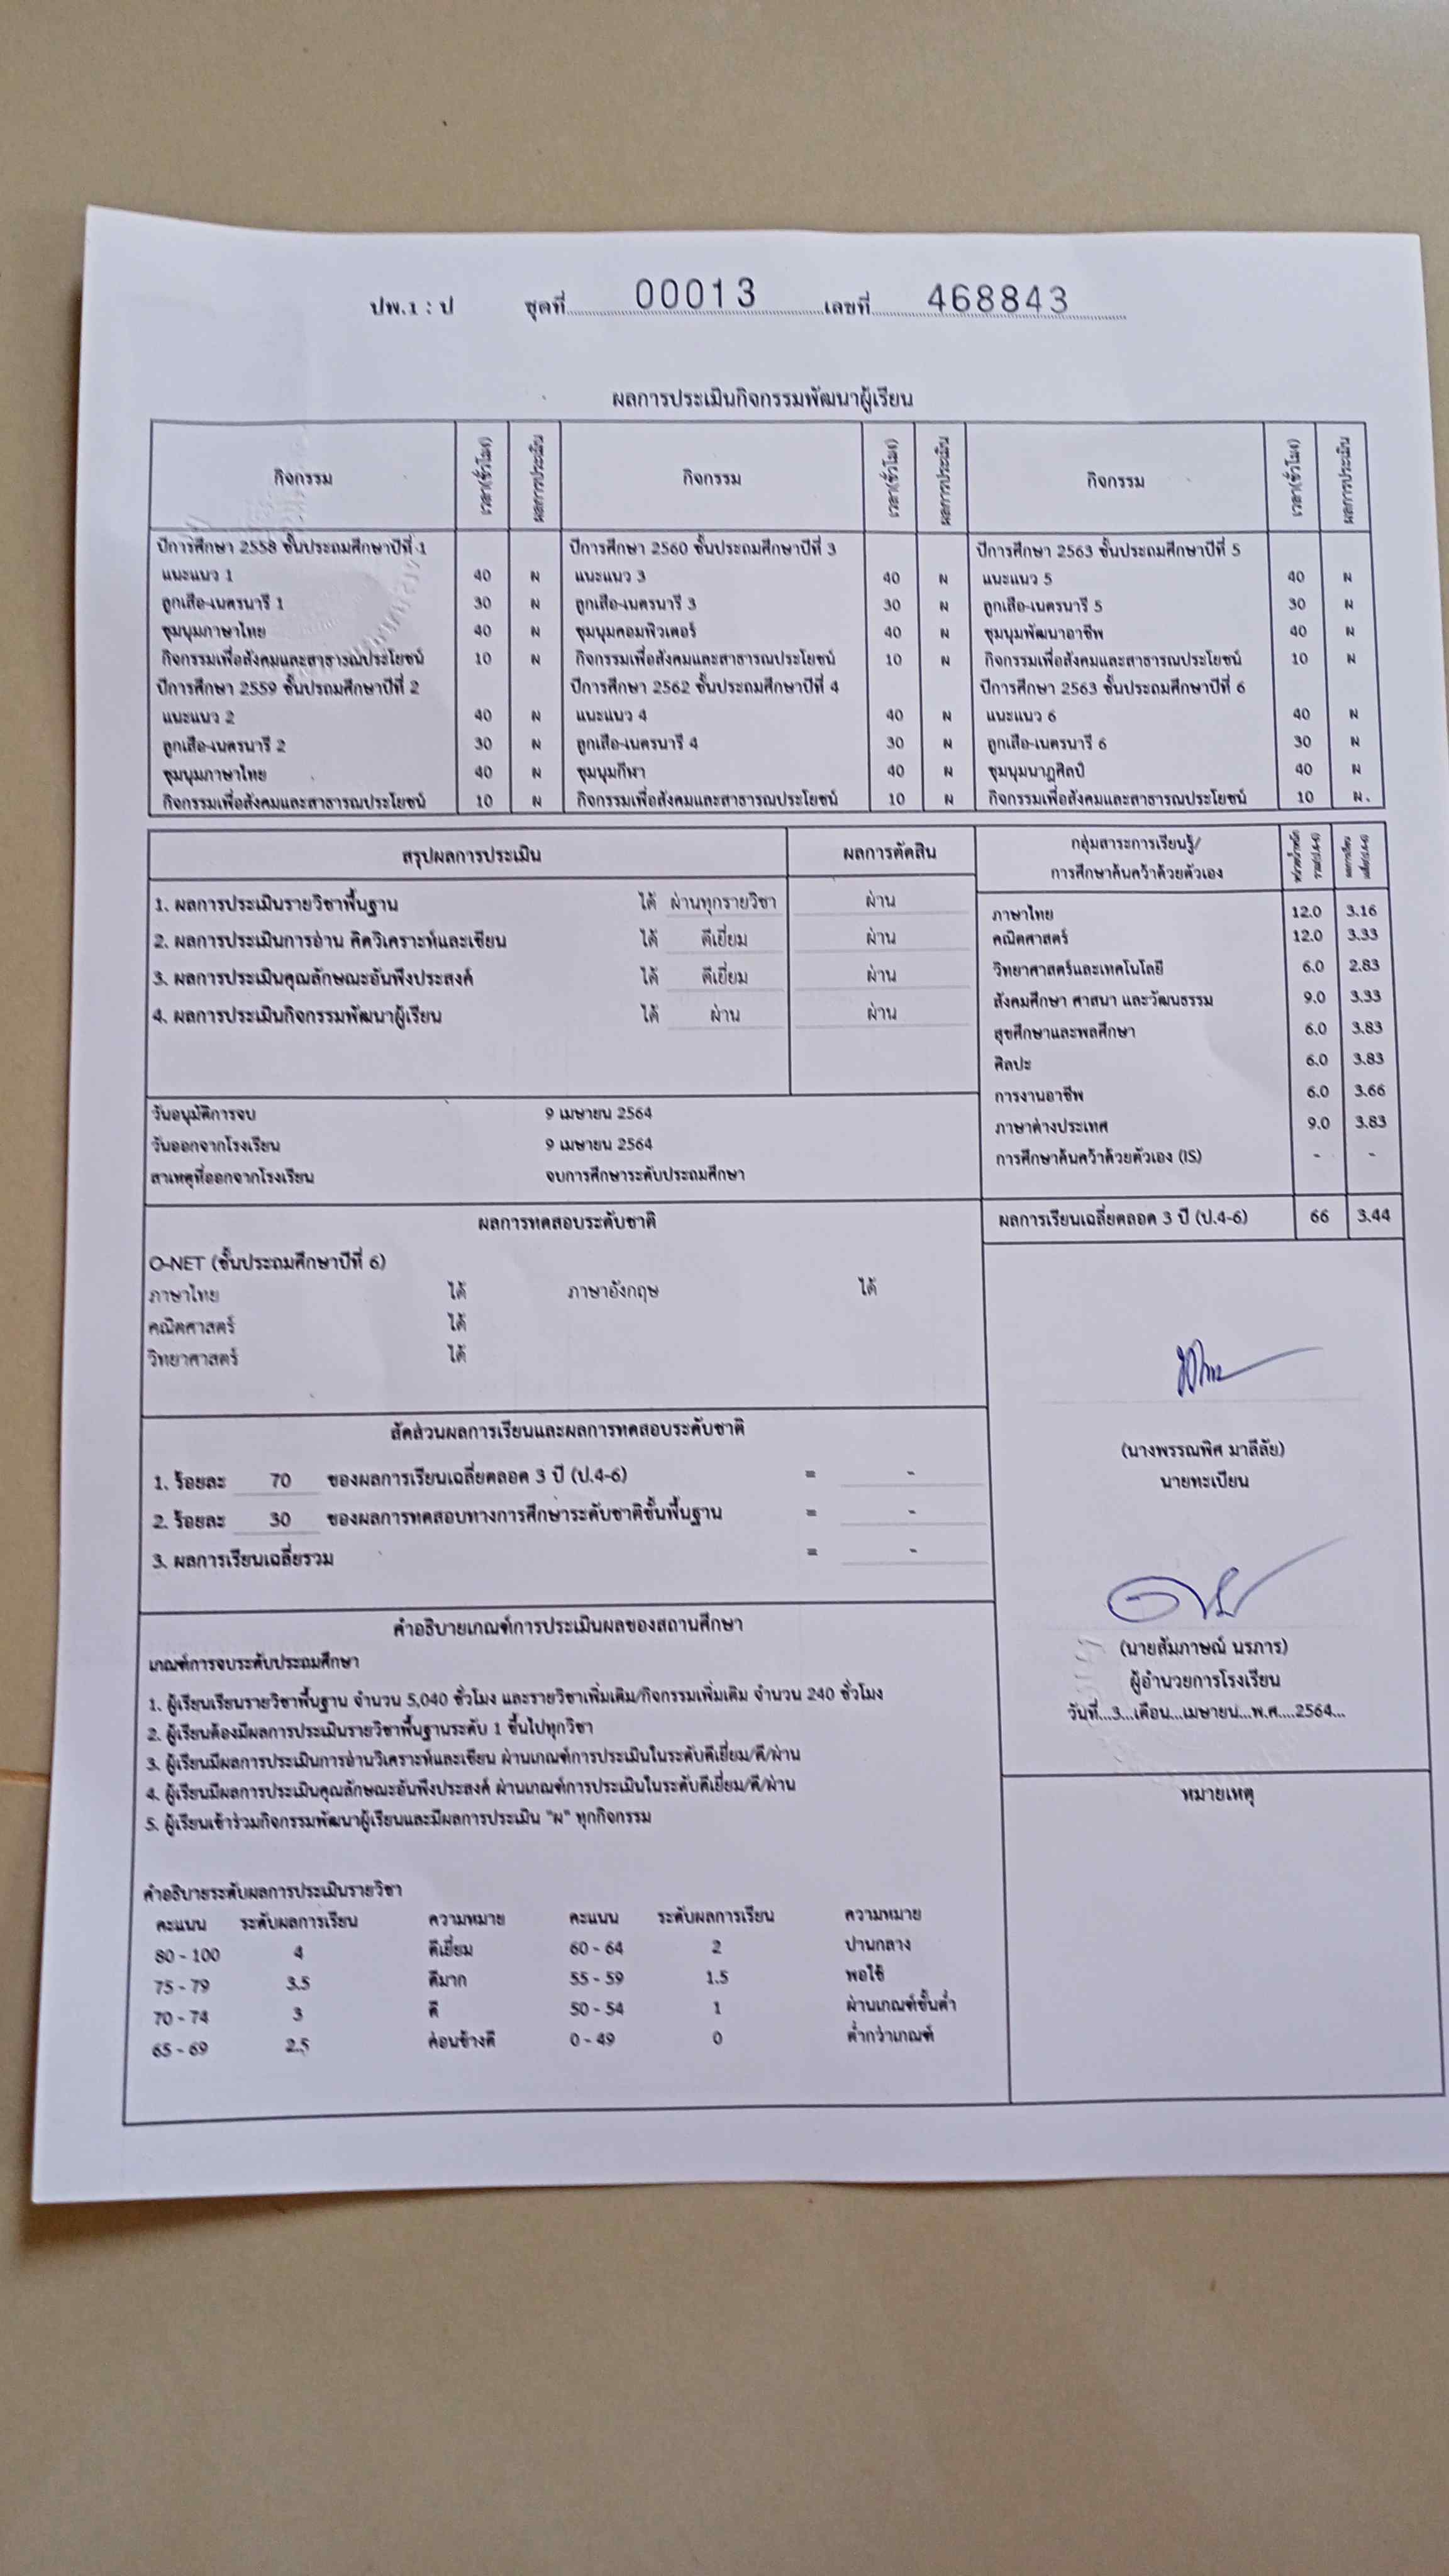 ปพ.1 : ป ชุดที่ 00013 เลขที่ 468843
ผลการประเมินกิจกรรมพัฒนาผู้เรียน
กิจกรรม เวลา(ชั่วโมง) ผลการประเมิน กิจกรรม เวลา(ชั่วโมง) ผลการประเมิน กิจกรรม เวลา(ชั่วโมง) ผลการประเมิน
ปีการศึกษา 2558 ชั้นประถมศึกษาปีที่ 1 ปีการศึกษา 2560 ชั้นประถมศึกษาปีที่ 3 ปีการศึกษา 2563 ชั้นประถมศึกษาปีที่ 5
แนะแนว 1 40 ผ แนะแนว 3 40 ผ แนะแนว 5 40 ผ
ลูกเสือ-เนตรนารี 1 30 ผ ลูกเสือ-เนตรนารี 3 30 ผ ลูกเสือ-เนตรนารี 5 30 ผ
ชุมนุมภาษาไทย 40 ผ ชุมนุมคอมพิวเตอร์ 40 ผ ชุมนุมพัฒนาอาชีพ 40 ผ
กิจกรรมเพื่อสังคมและสาธารณประโยชน์ 10 ผ กิจกรรมเพื่อสังคมและสาธารณประโยชน์ 10 ผ กิจกรรมเพื่อสังคมและสาธารณประโยชน์ 10 ผ
ปีการศึกษา 2559 ชั้นปรถมศึกษาปีที่ 2 ปีการศึกษา 2562 ชั้นประถมศึกษาปีที่ 4 ปีการศึกษา 2563 ชั้นประถมศึกษาปีที่ 6
แนะแนว 2 40 ผ แนะแนว 4 40 ผ แนะแนว 6 40 ผ
ลูกเสือ-เนตรนารี 2 30 ผ ลูกเสือ-เนตรนารี 4 30 ผ ลูกเสือ-เนตรนารี 6 30 ผ
ชุมนุมภาษาไทย 40 ผ ชุมนุมกีฬา 40 ผ ชุมนุมนาฏศิลป์ 40 ผ
กิจกรรมเพื่อสังคมและสาธารณประโยชน์ 10 ผ กิจกรรมเพื่อสังคมและสาธารณประโยชน์ 10 ผ กิจกรรมเพื่อสังคมและสาธารณประโยชน์ 10 ผ
สรุปผลการประเมิน ผลการตัดสิน
1. ผลการประเมินรายวิชาพื้นฐาน ได้ ผ่านทุกรายวิชา ผ่าน
2. ผลการประเมินการอ่าน คิดวิเคราะห์และเขียน ได้ ดีเยี่ยม ผ่าน
3. ผลการประเมินคุณลักษณะอันพึงประสงค์ ได้ ดีเยี่ยม ผ่าน
4. ผลการประเมินกิจกรรมพัฒนาผู้เรียน ได้ ผ่าน ผ่าน
วันอนุมัติการจบ 9 เมษายน 2564
วันออกจากโรงเรียน 9 เมษายน 2564
สาเหตุที่ออกจากโรงเรียน จบการศึกษาระดับประถมศึกษา
กลุ่มสาระการเรียนรู้/
การศึกษาค้นคว้าด้วยตัวเอง
ภาษาไทย 12.0 3.16
คณิตศาสตร์ 12.0 3.33
วิทยาศาสตร์และเทคโนโลยี 6.0 2.83
สังคมศึกษา ศาสนา และวัฒนธรรม 9.0 3.33
สุขศึกษาและพลศึกษา 6.0 3.83
ศิลปะ 6.0 3.83
การงานอาชีพ 6.0 3.66
ภาษาต่างประเทศ 9.0 3.83
การศึกษาค้นคว้าด้วยตัวเอง (IS) - -
ผลการเรียนเฉลี่ยตลอด 3 ปี (ป.4-6) 66 3.44
ผลการทดสอบระดับชาติ
O-NET (ชั้นประถมศึกษาปีที่ 6)
ภาษาไทย ได้ ภาษาอังกฤษ ได้
คณิตศาสตร์ ได้
วิทยาศาสตร์ ได้
สัดส่วนผลการเรียนและผลการทดสอบระดับชาติ
1. ร้อยละ 70 ของผลการเรียนเฉลี่ยตลอด 3 ปี (ป.4-6) = -
2. ร้อยละ 30 ของผลการทดสอบทางการศึกษาระดับชาติขั้นพื้นฐาน = -
3. ผลการเรียนเฉลี่ยรวม = -
(นางพรรณพิศ มาลีลัย)
นายทะเบียน
(นายสัมภาษณ์ นรภาร)
ผู้อำนวยการโรงเรียน
วันที่...3...เดือน...เมษายน...พ.ศ....2564...
หมายเหตุ
คำอธิบายเกณฑ์การประเมินผลของสถานศึกษา
เกณฑ์การจบระดับประถมศึกษา
1. ผู้เรียนเรียนรายวิชาพื้นฐาน จำนวน 5,040 ชั่วโมง และรายวิชาเพิ่มเติม/กิจกรรมเพิ่มเติม จำนวน 240 ชั่วโมง
2. ผู้เรียนต้องมีผลการประเมินรายวิชาพื้นฐานระดับ 1 ขึ้นไปทุกวิชา
3. ผู้เรียนมีผลการประเมินการอ่านวิเคราะห์และเขียน ผ่านเกณฑ์การประเมินในระดับดีเยี่ยม/ดี/ผ่าน
4. ผู้เรียนมีผลการประเมินคุณลักษณะอันพึงประสงค์ ผ่านเกณฑ์การประเมินในระดับดีเยี่ยม/ดี/ผ่าน
5. ผู้เรียนเข้าร่วมกิจกรรมพัฒนาผู้เรียนและมีผลการประเมิน "ผ" ทุกกิจกรรม
คำอธิบายระดับผลการประเมินรายวิชา
คะแนน ระดับผลการเรียน ความหมาย คะแนน ระดับผลการเรียน ความหมาย
80 - 100 4 ดีเยี่ยม 60 - 64 2 ปานกลาง
75 - 79 3.5 ดีมาก 55 - 59 1.5 พอใช้
70 - 74 3 ดี 50 - 54 1 ผ่านเกณฑ์ขั้นต่ำ
65 - 69 2.5 ค่อนข้างดี 0 - 49 0 ต่ำกว่าเกณฑ์